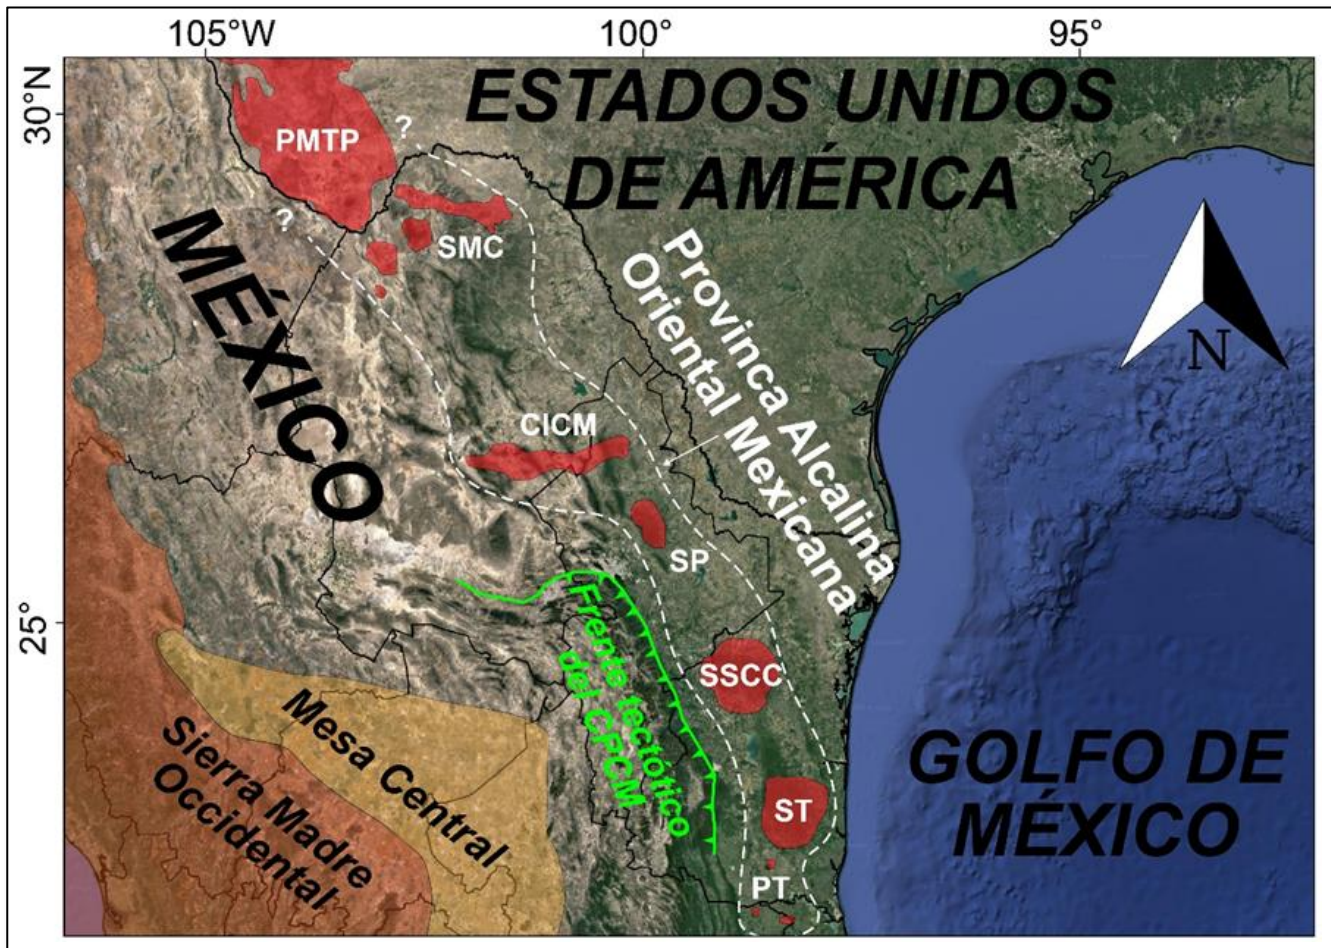 105°W
100°
95°
30°N
25°
ESTADOS UNIDOS
DE AMÉRICA
PMTP
?
?
SMC
MÉXICO
Provinca Alcalina
Oriental Mexicana
N
CICM
SP
Frente tectófico
del CPCM
SSCC
Mesa Central
Sierra Madre
Occidental
ST
PT
GOLFO DE
MÉXICO